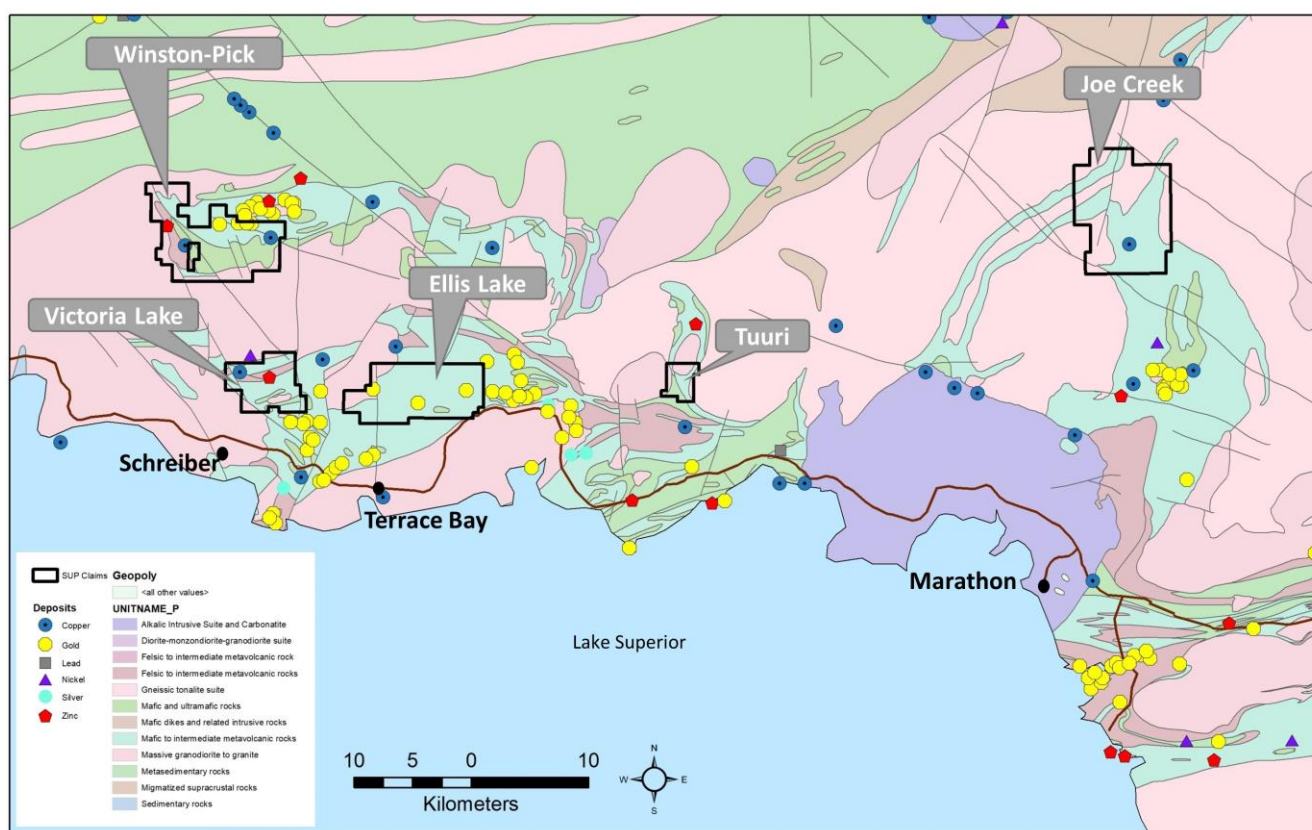 Winston-Pick
Joe Creek
Ellis Lake
Victoria Lake
Tuuri
Schreiber
Terrace Bay
Marathon
Lake Superior
SUP Claims
Deposits
Copper
Gold
Lead
Nickel
Silver
Zinc
Geopoly
<all other values>
UNITNAME_P
Alkalic Intrusive Suite and Carbonatite
Diorite-monzondiorite-granodiorite suite
Felsic to intermediate metavolcanic rock
Felsic to intermediate metavolcanic rocks
Gneissic tonalite suite
Mafic and ultramafic rocks
Mafic dikes and related intrusive rocks
Mafic to intermediate metavolcanic rocks
Massive granodiorite to granite
Metasedimentary rocks
Migmatized supracrustal rocks
Sedimentary rocks
10 5 0 10
Kilometers
N
W E
S